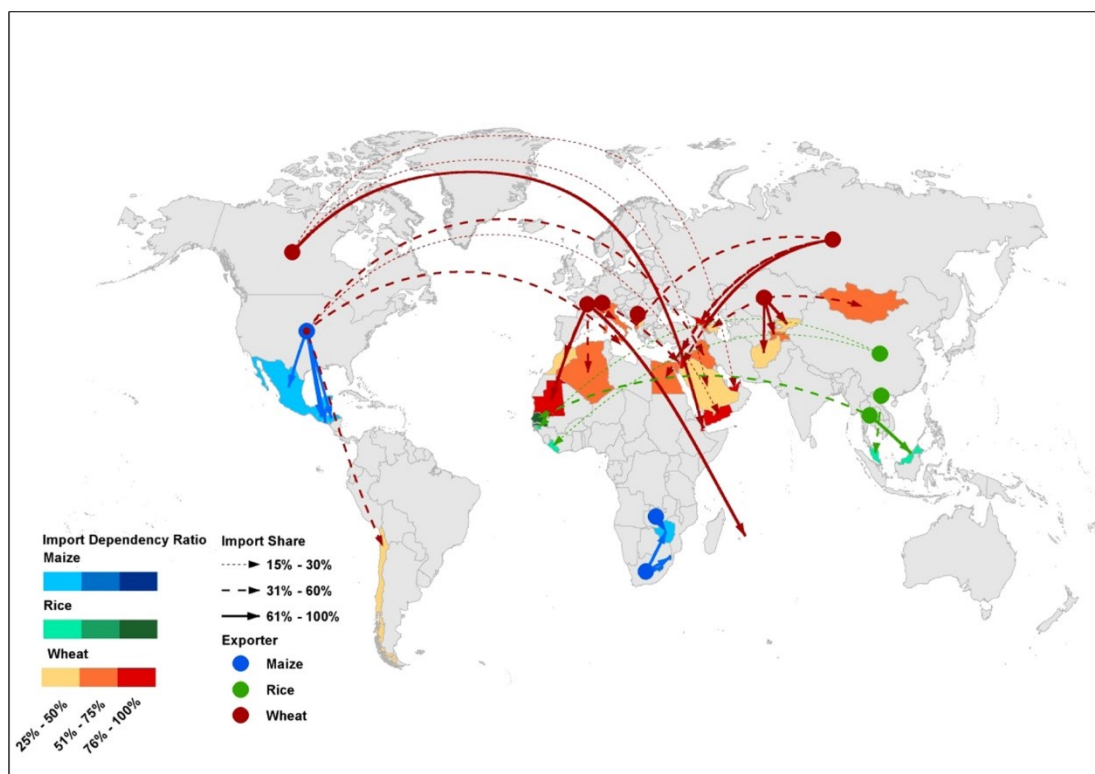 Import Dependency Ratio
Maize
Rice
Wheat
25% - 50%
51% - 75%
76% - 100%
Import Share
15% - 30%
31% - 60%
61% - 100%
Exporter
Maize
Rice
Wheat